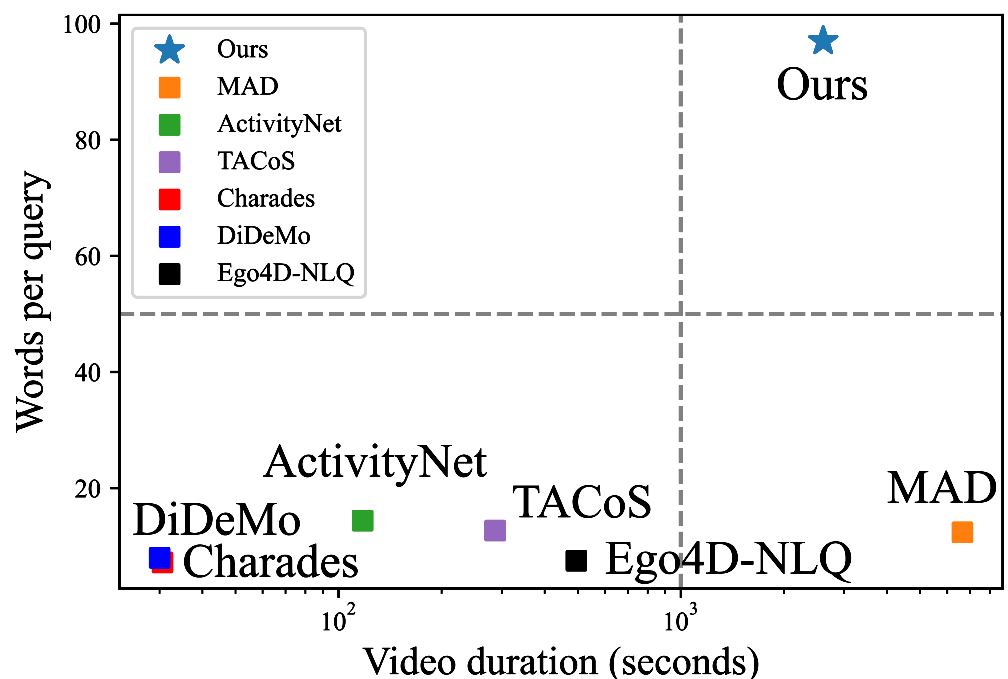 100
80
60
40
20
Words per query
Ours
MAD
ActivityNet
TACoS
Charades
DiDeMo
Ego4D-NLQ
Ours
ActivityNet
TACoS
MAD
DiDeMo
Charades
Ego4D-NLQ
10²
10³
Video duration (seconds)